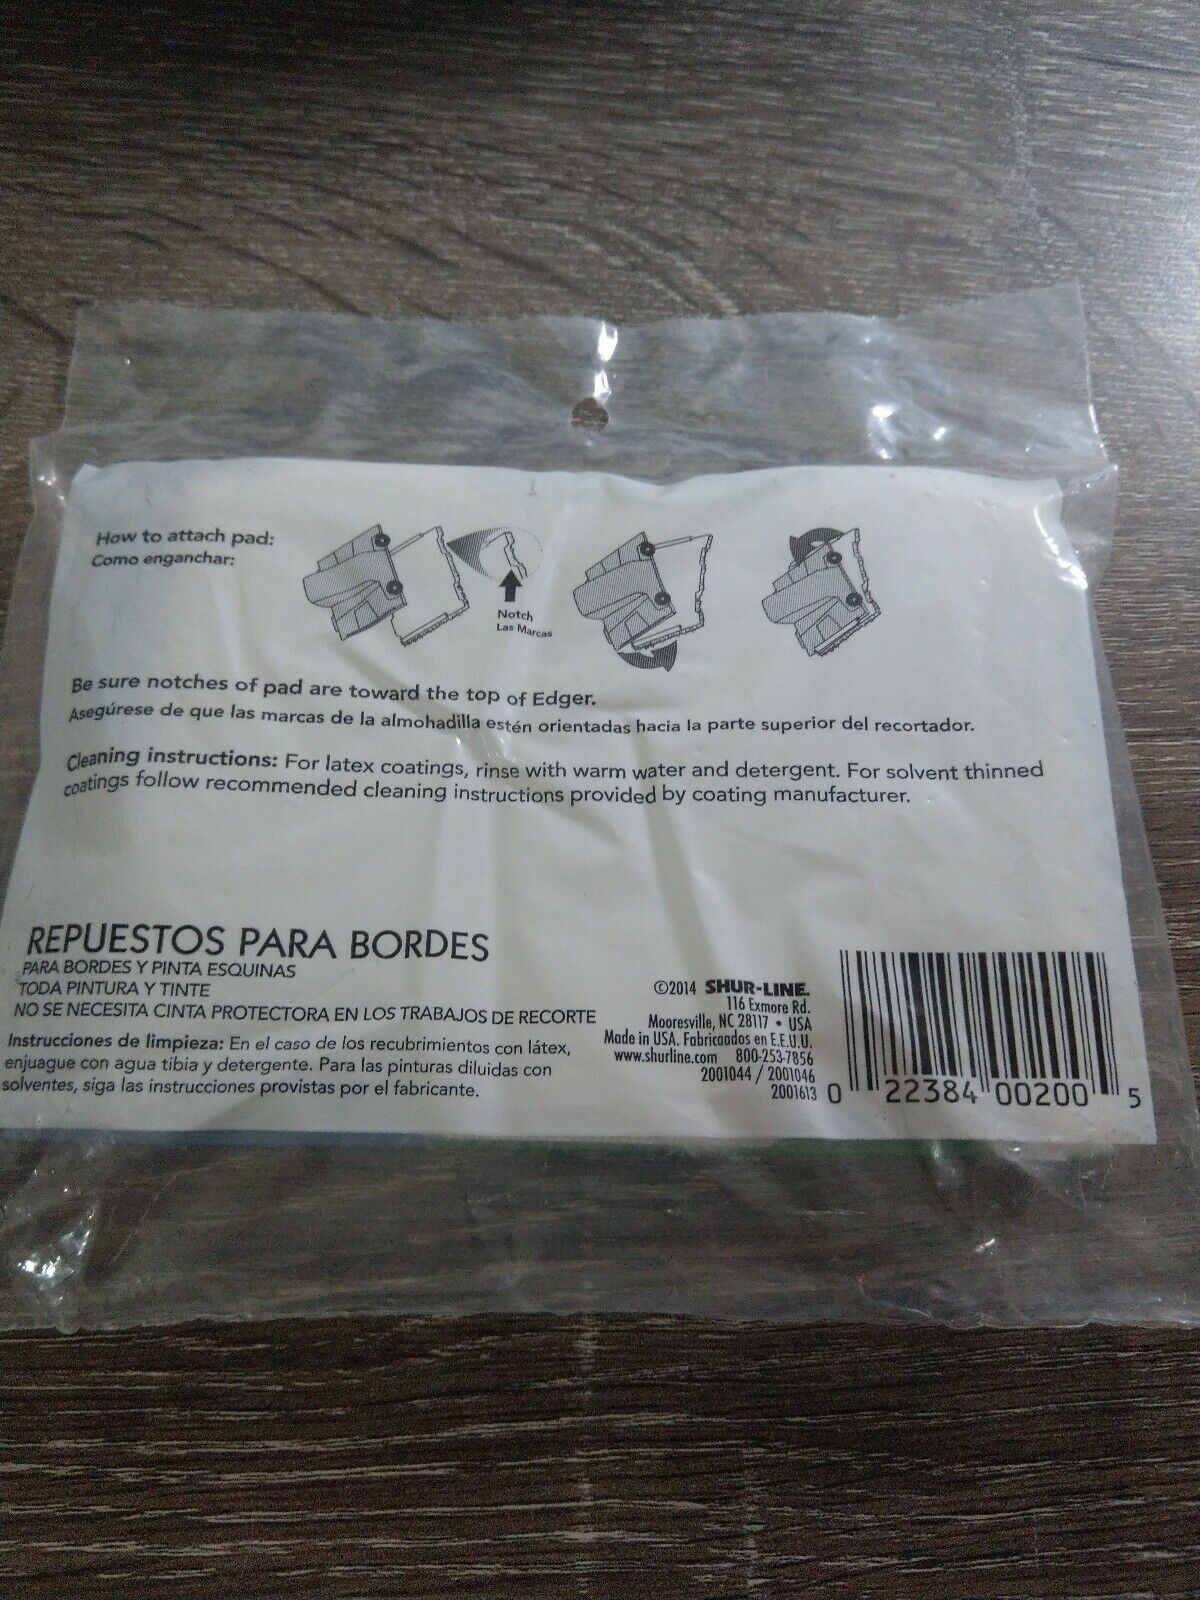 How to attach pad:
Como enganchar:
Notch
Las Marcas
Be sure notches of pad are toward the top of Edger.
Asegúrese de que las marcas de la almohadilla estén orientadas hacia la parte superior del recortador.
Cleaning instructions: For latex coatings, rinse with warm water and detergent. For solvent thinned
coatings follow recommended cleaning instructions provided by coating manufacturer.
REPUESTOS PARA BORDES
PARA BORDES Y PINTA ESQUINAS
TODA PINTURA Y TINTE
NO SE NECESITA CINTA PROTECTORA EN LOS TRABAJOS DE RECORTE
Instrucciones de limpieza: En el caso de los recubrimientos con látex,
enjuague con agua tibia y detergente. Para las pinturas diluidas con
solventes, siga las instrucciones provistas por el fabricante.
©2014 SHUR-LINE.
116 Exmore Rd.
Mooresville, NC 28117 • USA
Made in USA. Fabricaodos en E.E.U.U.
www.shurline.com 800-253-7856
2001044 / 2001046
2001613
0 22384 00200 5